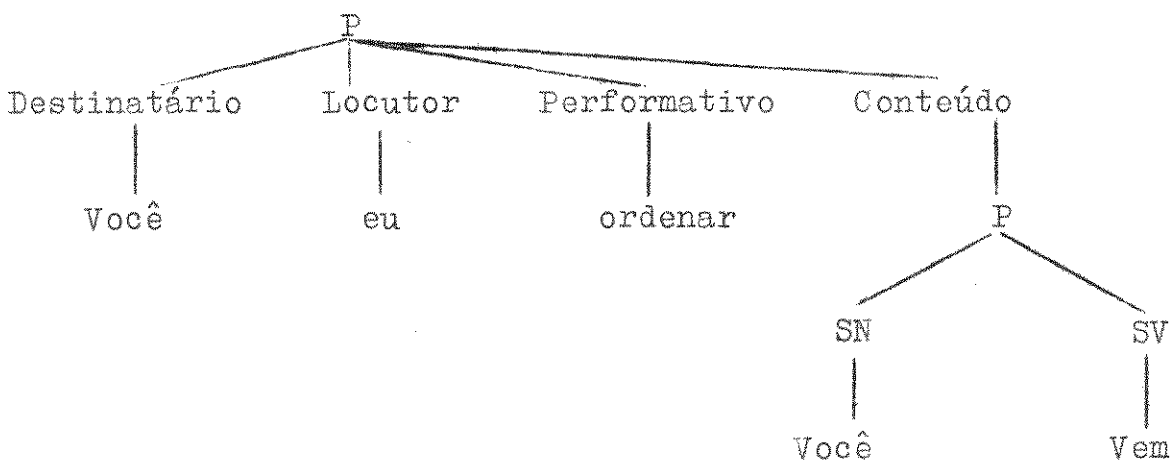 P
Destinatário Locutor Performativo Conteúdo
Você eu ordenar P
SN SV
Você Vem